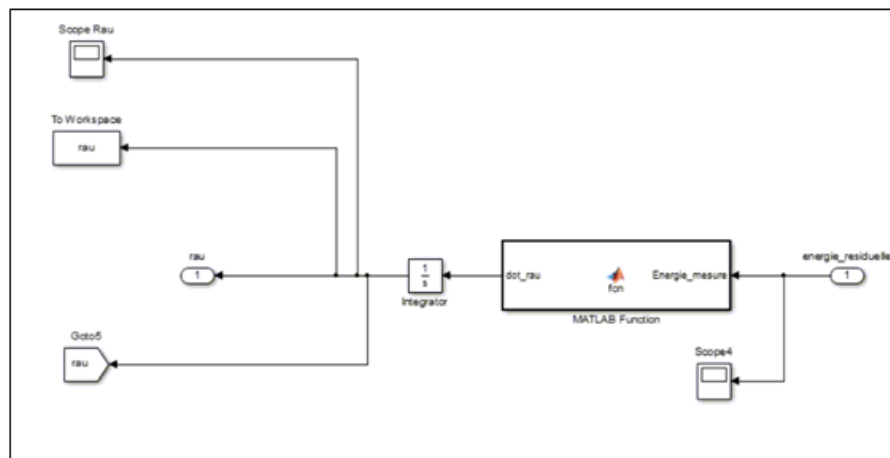 Scope Rau
To Workspace
rau
rau
1
Goto5
rau
1
s
Integrator
dot_rau
fcn
Energie_mesure
MATLAB Function
energie_residuelle
1
Scope4